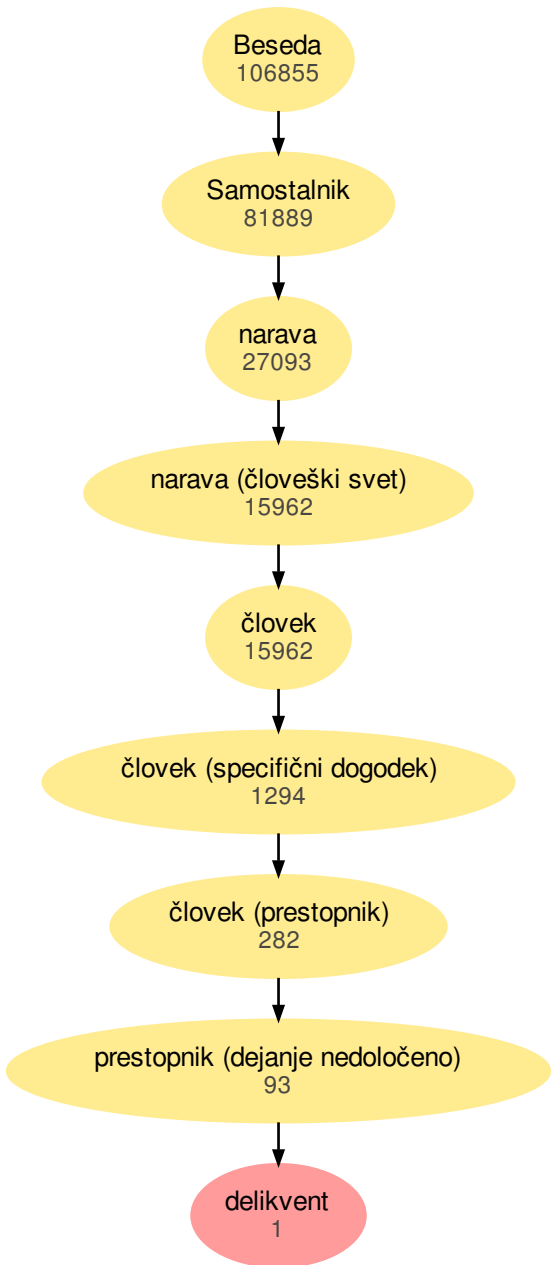 Beseda
106855
Samostalnik
81889
narava
27093
narava (človeški svet)
15962
človek
15962
človek (specifični dogodek)
1294
človek (prestopnik)
282
prestopnik (dejanje nedoločeno)
93
delikvent
1